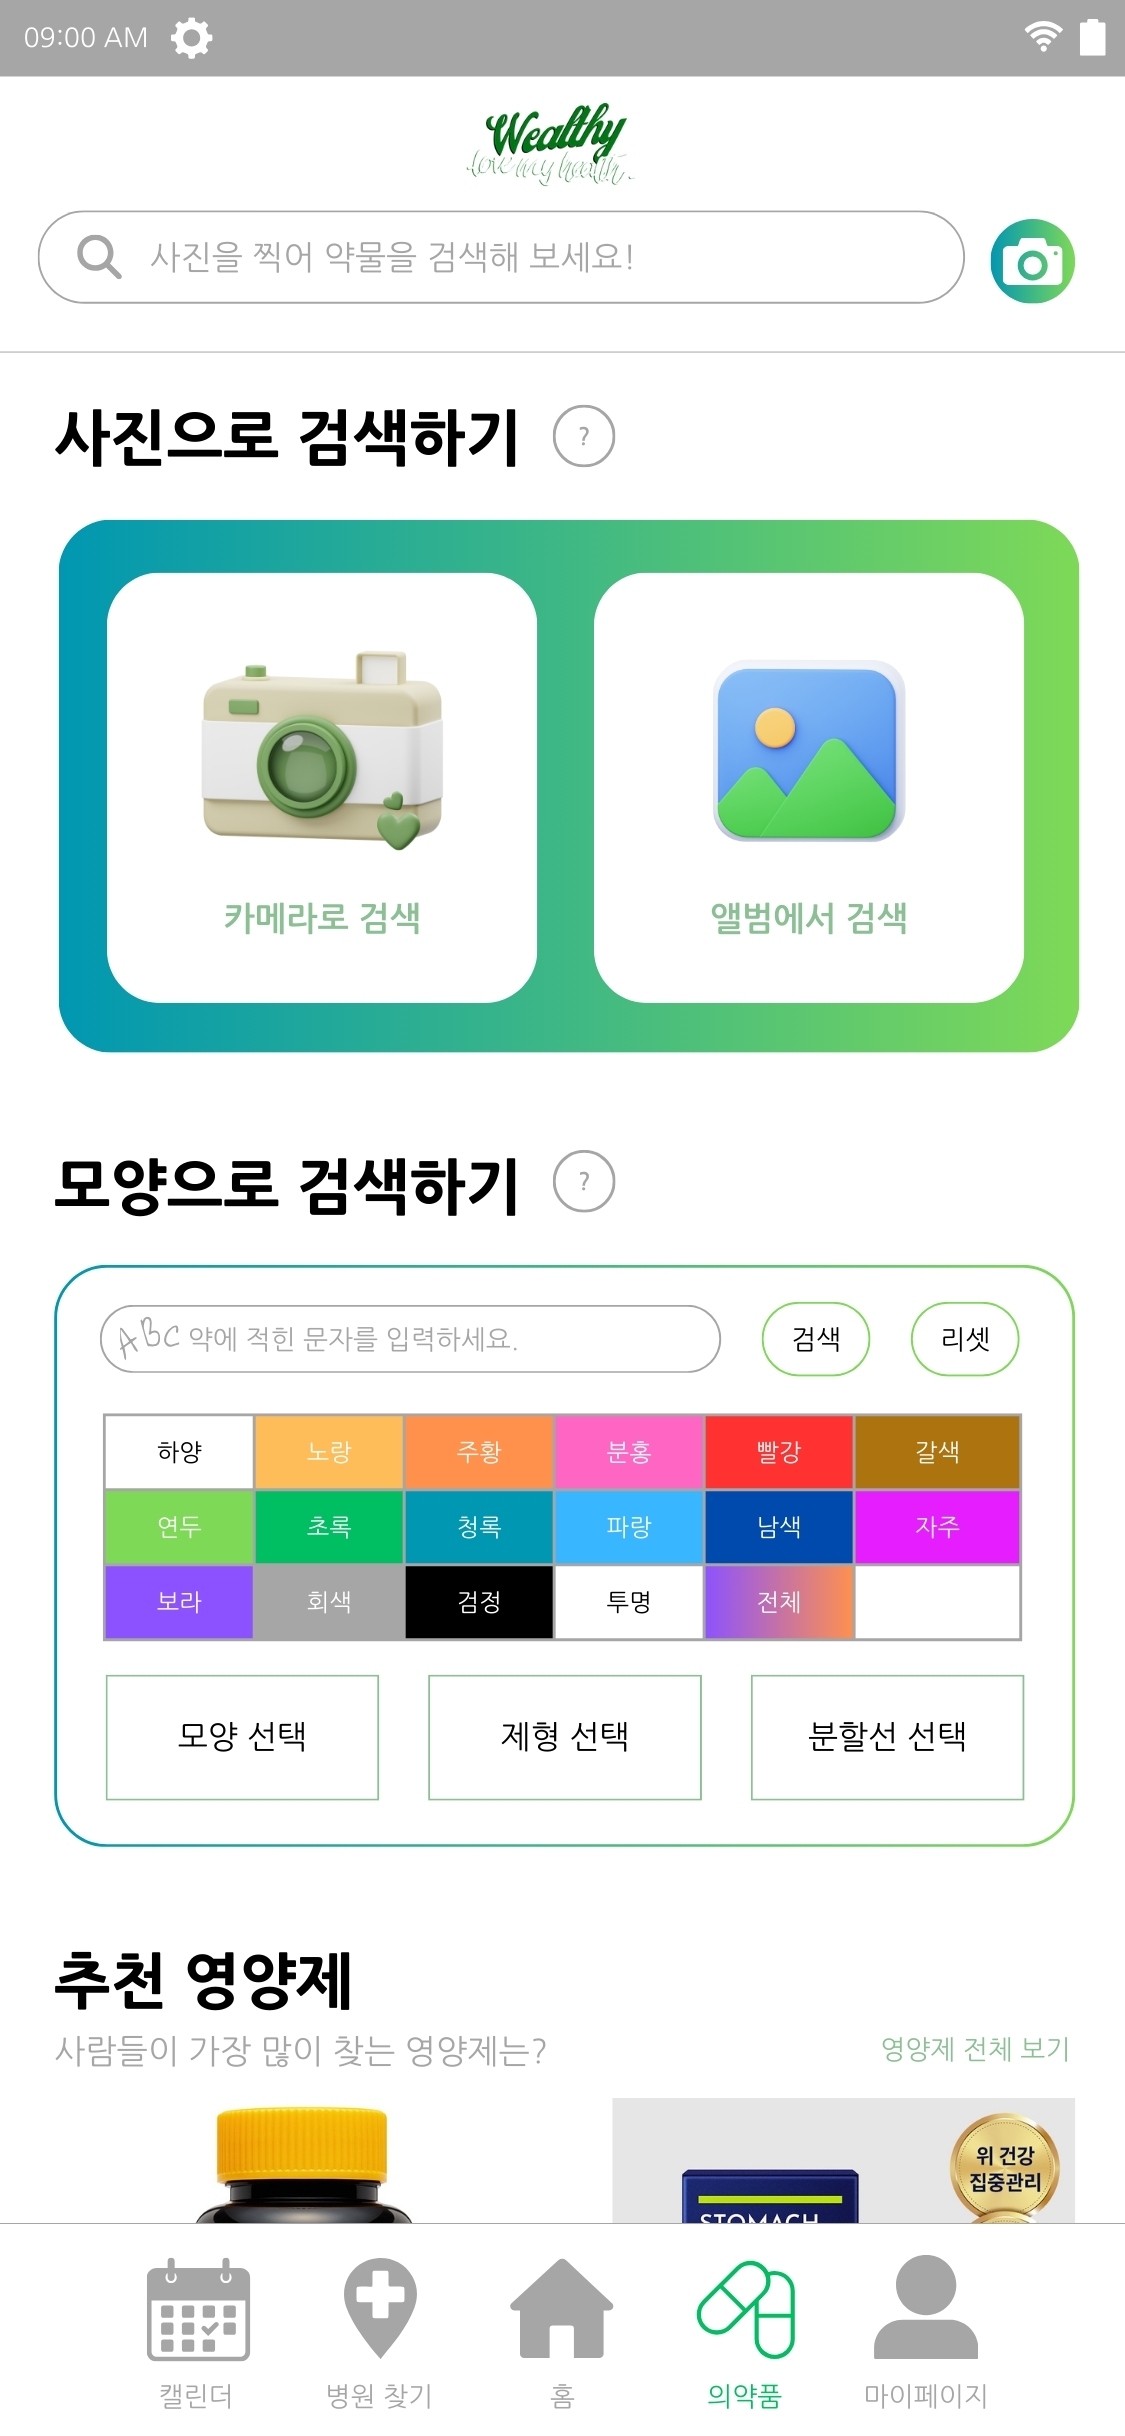 09:00 AM
Wealthy
love my health
사진을 찍어 약물을 검색해 보세요!
사진으로 검색하기 ?
카메라로 검색 앨범에서 검색
모양으로 검색하기 ?
ABC 약에 적힌 문자를 입력하세요. 검색 리셋
하양 노랑 주황 분홍 빨강 갈색
연두 초록 청록 파랑 남색 자주
보라 회색 검정 투명 전체
모양 선택 제형 선택 분할선 선택
추천 영양제
사람들이 가장 많이 찾는 영양제는? 영양제 전체 보기
위 건강
집중관리
STOMACH
캘린더 병원 찾기 홈 의약품 마이페이지